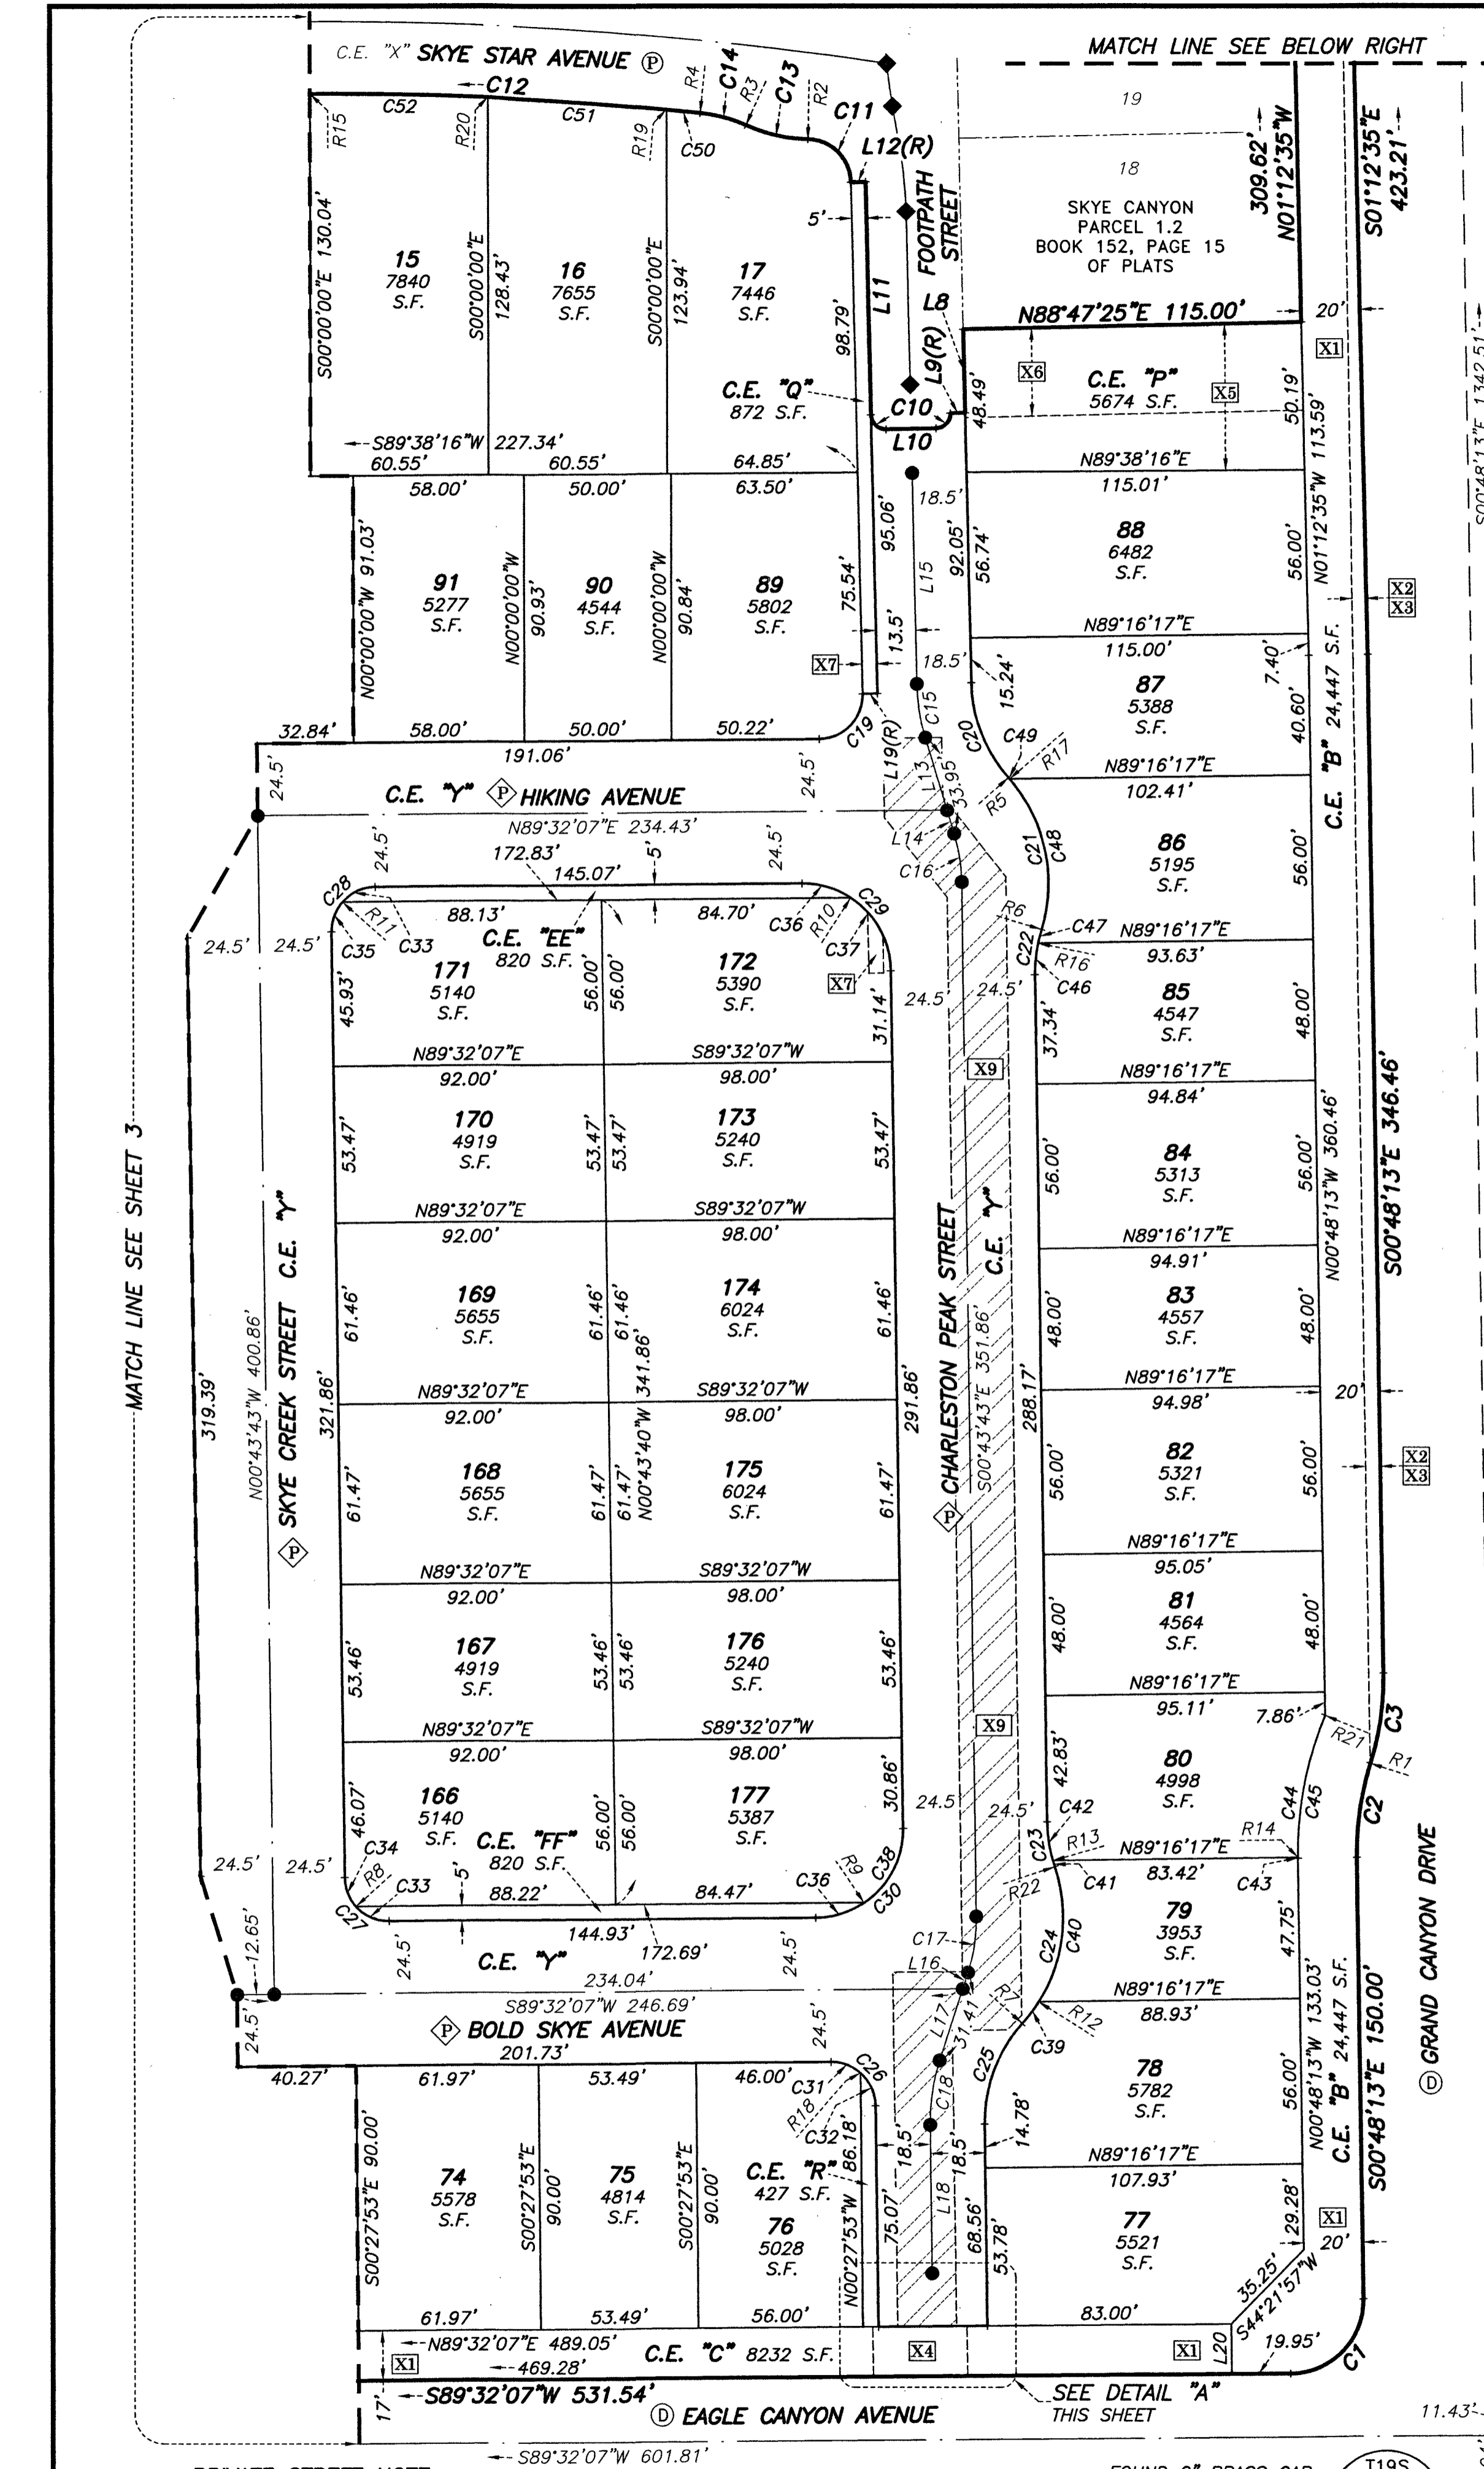 MATCH LINE SEE BELOW RIGHT
C.E. "X" SKYE STAR AVENUE Ⓟ
C12
C52
C51
R15
R20
R19
R4
C14
R3
C13
R2
C11
C50
L12(R)
5'
FOOTPATH
STREET
19
18
SKYE CANYON
PARCEL 1.2
BOOK 152, PAGE 15
OF PLATS
309.62'
N01°12'35"W
S01°12'35"E
423.21'
S00°00'00"E 130.04'
15
7840
S.F.
S00°00'00"E
128.43'
16
7655
S.F.
S00°00'00"E
123.94'
17
7446
S.F.
98.79'
L11
L8
L9(R)
N88°47'25"E 115.00'
20'
X1
X6
C.E. "P"
5674 S.F.
X5
50.19'
48.49'
C.E. "Q"
872 S.F.
C10
L10
S89°38'16"W 227.34'
60.55'
60.55'
64.85'
N89°38'16"E
115.01'
N01°12'35"W 113.59'
S00°48'13"E 1342.51'
58.00'
50.00'
63.50'
18.5'
N00°00'00"W 91.03'
91
5277
S.F.
N00°00'00"W
90.93'
90
4544
S.F.
N00°00'00"W
90.84'
89
5802
S.F.
75.54'
95.06'
L15
92.05'
56.74'
88
6482
S.F.
56.00'
X2
X3
13.5'
N89°16'17"E
115.00'
X7
18.5'
15.24'
7.40'
87
5388
S.F.
40.60'
C.E. "B" 24,447 S.F.
32.84'
58.00'
50.00'
50.22'
C19
L19(R)
C15
C20
C49
R17
191.06'
24.5'
24.5'
L13
33.95'
R5
N89°16'17"E
102.41'
C.E. "Y" Ⓟ HIKING AVENUE
N89°32'07"E 234.43'
L14
C16
C21
C48
86
5195
S.F.
56.00'
172.83'
24.5'
5'
24.5'
145.07'
C28
R11
88.13'
C33
C35
C.E. "EE"
820 S.F.
84.70'
C36
R10
C29
C37
X7
R6
C22
C47
N89°16'17"E
93.63'
R16
C46
24.5'
24.5'
24.5'
24.5'
45.93'
171
5140
S.F.
56.00'
56.00'
172
5390
S.F.
31.14'
85
4547
S.F.
37.34'
48.00'
N89°32'07"E
92.00'
S89°32'07"W
98.00'
X9
N89°16'17"E
94.84'
MATCH LINE SEE SHEET 3
53.47'
170
4919
S.F.
53.47'
53.47'
173
5240
S.F.
53.47'
84
5313
S.F.
56.00'
56.00'
N00°48'13"W 360.46'
S00°48'13"E 346.46'
N89°32'07"E
92.00'
S89°32'07"W
98.00'
N89°16'17"E
94.91'
Ⓟ SKYE CREEK STREET C.E. "Y"
61.46'
169
5655
S.F.
61.46'
61.46'
174
6024
S.F.
61.46'
Ⓟ CHARLESTON PEAK STREET
C.E. "Y"
S00°43'43"E 351.86'
83
4557
S.F.
48.00'
48.00'
319.39'
N00°43'43"W 400.86'
321.86'
N89°32'07"E
92.00'
N00°43'40"W 341.86'
S89°32'07"W
98.00'
291.86'
288.17'
N89°16'17"E
94.98'
20'
61.47'
168
5655
S.F.
61.47'
61.47'
175
6024
S.F.
61.47'
82
5321
S.F.
56.00'
56.00'
X2
X3
N89°32'07"E
92.00'
S89°32'07"W
98.00'
N89°16'17"E
95.05'
53.46'
167
4919
S.F.
53.46'
53.46'
176
5240
S.F.
53.46'
81
4564
S.F.
48.00'
48.00'
N89°32'07"E
92.00'
S89°32'07"W
98.00'
X9
N89°16'17"E
95.11'
7.86'
R21
C3
R1
46.07'
166
5140
S.F.
56.00'
56.00'
177
5387
S.F.
30.86'
24.5
24.5'
42.83'
80
4998
S.F.
C44
C45
C2
C42
C23
R13
R14
C34
C.E. "FF"
820 S.F.
R9
C38
N89°16'17"E
83.42'
C41
R22
C43
24.5'
24.5'
R8
C33
5'
88.22'
84.47'
C36
C30
C27
144.93'
172.69'
C17
C24
C40
79
3953
S.F.
47.75'
12.65'
24.5'
C.E. "Y"
24.5'
L16
234.04'
S89°32'07"W 246.69'
R7
N89°16'17"E
88.93'
R12
C39
24.5'
Ⓟ BOLD SKYE AVENUE
24.5'
L17
31.41
N00°48'13"W 133.03'
C.E. "B" 24,447 S.F.
S00°48'13"E 150.00'
Ⓓ GRAND CANYON DRIVE
201.73'
40.27'
61.97'
53.49'
46.00'
C31
C26
R18
C32
C18
C25
78
5782
S.F.
56.00'
14.78'
S00°27'53"E 90.00'
74
5578
S.F.
S00°27'53"E
90.00'
75
4814
S.F.
S00°27'53"E
90.00'
C.E. "R"
427 S.F.
76
5028
S.F.
N00°27'53"W 86.18'
75.07'
18.5'
18.5'
L18
68.56'
53.78'
N89°16'17"E
107.93'
77
5521
S.F.
29.28'
X1
20'
35.25'
S44°21'57"W
61.97'
53.49'
56.00'
83.00'
N89°32'07"E 489.05'
X1
469.28'
C.E. "C" 8232 S.F.
X4
X1
L20
19.95'
C1
17'
S89°32'07"W 531.54'
SEE DETAIL "A"
THIS SHEET
Ⓓ EAGLE CANYON AVENUE
11.43'
S89°32'07"W 601.81'
T19S